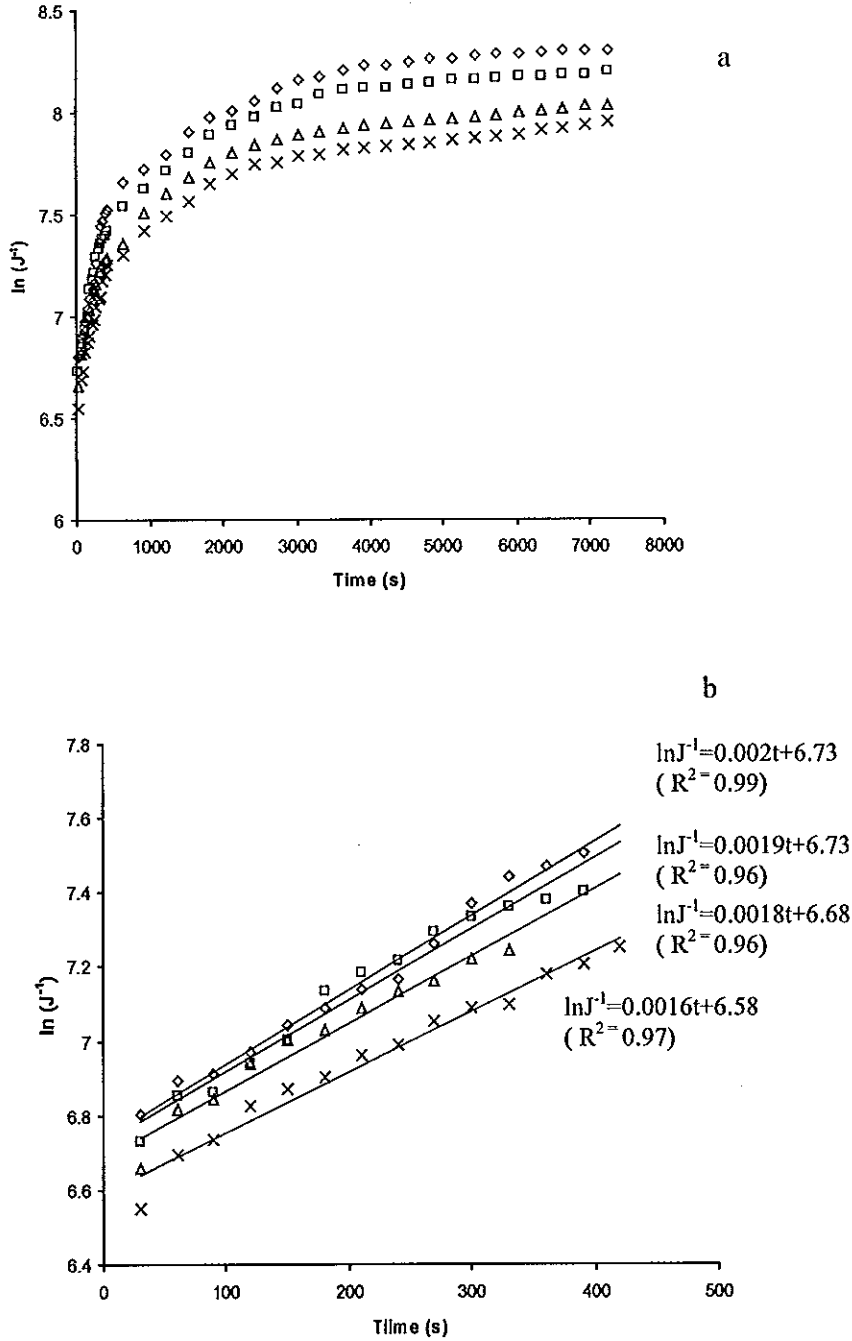 a
8.5
8
7.5
7
6.5
6
ln (J⁻¹)
0 1000 2000 3000 4000 5000 6000 7000 8000
Time (s)
b
7.8
7.6
7.4
7.2
7
6.8
6.6
6.4
ln (J⁻¹)
lnJ⁻¹=0.002t+6.73
( R²⁼ 0.99)
lnJ⁻¹=0.0019t+6.73
( R²⁼ 0.96)
lnJ⁻¹=0.0018t+6.68
( R²⁼ 0.96)
lnJ⁻¹=0.0016t+6.58
( R²⁼ 0.97)
0 100 200 300 400 500
Tiime (s)